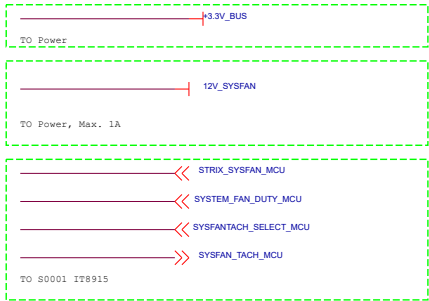 +3.3V_BUS
TO Power
12V_SYSFAN
TO Power, Max. 1A
STRIX_SYSFAN_MCU
SYSTEM_FAN_DUTY_MCU
SYSFANTACH_SELECT_MCU
SYSFAN_TACH_MCU
TO S0001 IT8915